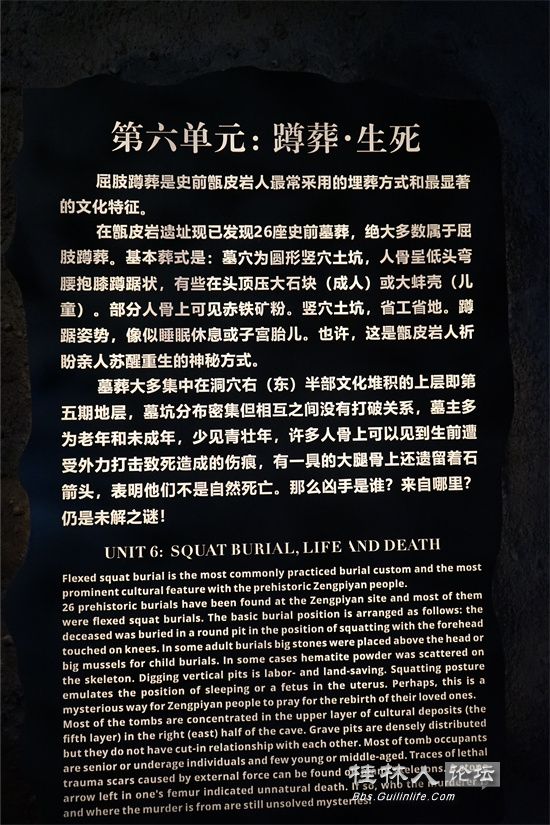 第六单元：蹲葬·生死
屈肢蹲葬是史前甑皮岩人最常采用的埋葬方式和最显著
的文化特征。
在甑皮岩遗址现已发现26座史前墓葬，绝大多数属于屈
肢蹲葬。基本葬式是：墓穴为圆形竖穴土坑，人骨呈低头弯
腰抱膝蹲踞状，有些在头顶压大石块（成人）或大蚌壳（儿
童）。部分人骨上可见赤铁矿粉。竖穴土坑，省工省地。蹲
踞姿势，像似睡眠休息或子宫胎儿。也许，这是甑皮岩人祈
盼亲人苏醒重生的神秘方式。
墓葬大多集中在洞穴右（东）半部文化堆积的上层即第
五期地层，墓坑分布密集但相互之间没有打破关系，墓主多
为老年和未成年，少见青壮年，许多人骨上可以见到生前遭
受外力打击致死造成的伤痕，有一具的大腿骨上还遗留着石
箭头，表明他们不是自然死亡。那么凶手是谁？来自哪里？
仍是未解之谜！
UNIT 6: SQUAT BURIAL, LIFE AND DEATH
Flexed squat burial is the most commonly practiced burial custom and the most
prominent cultural feature with the prehistoric Zengpiyan people.
26 prehistoric burials have been found at the Zengpiyan site and most of them
were flexed squat burials. The basic burial position is arranged as follows: the
deceased was buried in a round pit in the position of squatting with the forehead
touched on knees. In some adult burials big stones were placed above the head or
big mussels for child burials. In some cases hematite powder was scattered on
the skeleton. Digging vertical pits is labor- and land-saving. Squatting posture
emulates the position of sleeping or a fetus in the uterus. Perhaps, this is a
mysterious way for Zengpiyan people to pray for the rebirth of their loved ones.
Most of the tombs are concentrated in the upper layer of cultural deposits (the
fifth layer) in the right (east) half of the cave. Grave pits are densely distributed
but they do not have cut-in relationship with each other. Most of tomb occupants
are senior or underage individuals and few young or middle-aged. Traces of lethal
trauma scars caused by external force can be found
arrow left in one's femur indicated unnatural death. If so, who the murderer
and where the murder is from are still unsolved mysteries.
桂林人论坛
Bbs.Guilinlife.Com